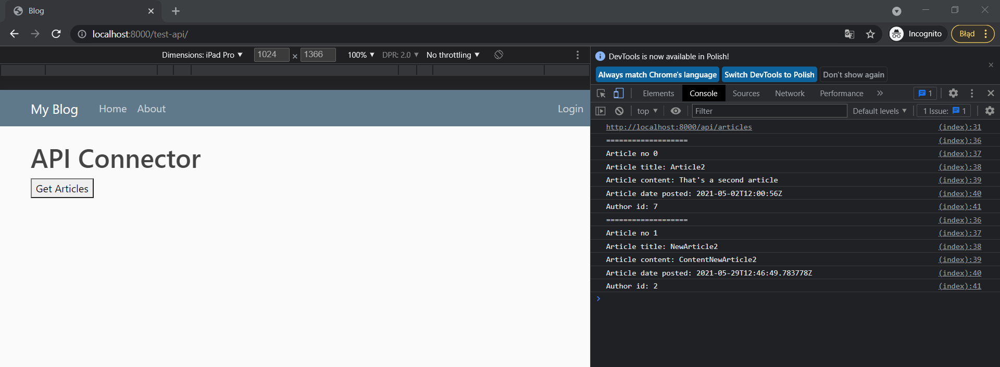 Blog
localhost:8000/test-api/
Incognito
Błąd
Dimensions: iPad Pro
1024 × 1366
100%
DPR: 2.0
No throttling
My Blog
Home
About
Login
API Connector
Get Articles
DevTools is now available in Polish!
Always match Chrome's language
Switch DevTools to Polish
Don't show again
Elements
Console
Sources
Network
Performance
1
top
Filter
Default levels
1 Issue: 1
http://localhost:8000/api/articles (index):31
=================== (index):36
Article no 0 (index):37
Article title: Article2 (index):38
Article content: That's a second article (index):39
Article date posted: 2021-05-02T12:00:56Z (index):40
Author id: 7 (index):41
=================== (index):36
Article no 1 (index):37
Article title: NewArticle2 (index):38
Article content: ContentNewArticle2 (index):39
Article date posted: 2021-05-29T12:46:49.783778Z (index):40
Author id: 2 (index):41